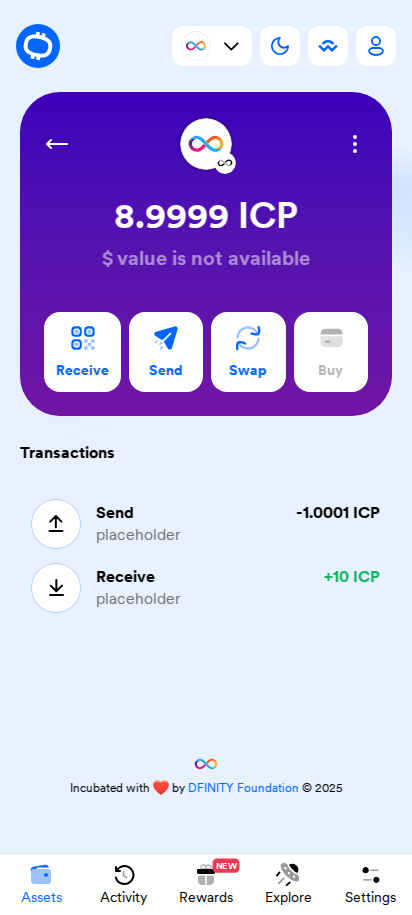 8.9999 ICP
$ value is not available
Receive
Send
Swap
Buy
Transactions
Send
-1.0001 ICP
placeholder
Receive
+10 ICP
placeholder
Incubated with ❤️ by DFINITY Foundation © 2025
NEW
Assets
Activity
Rewards
Explore
Settings